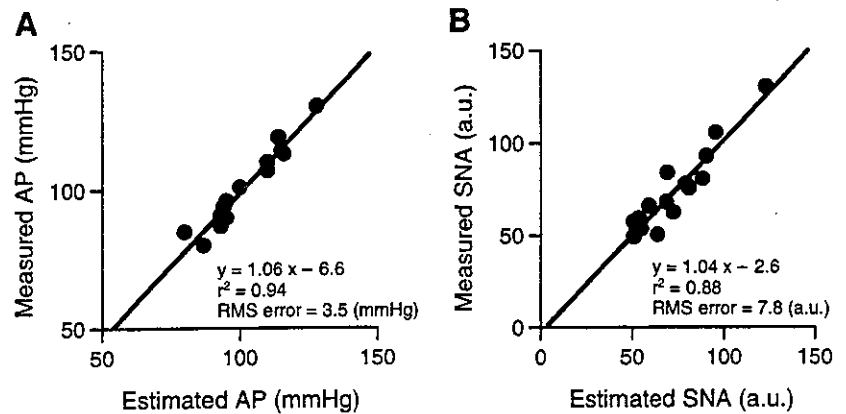 A
150
100
50
Measured AP (mmHg)
y = 1.06 x – 6.6
r² = 0.94
RMS error = 3.5 (mmHg)
50 100 150
Estimated AP (mmHg)
B
150
100
50
0
Measured SNA (a.u.)
y = 1.04 x – 2.6
r² = 0.88
RMS error = 7.8 (a.u.)
0 50 100 150
Estimated SNA (a.u.)